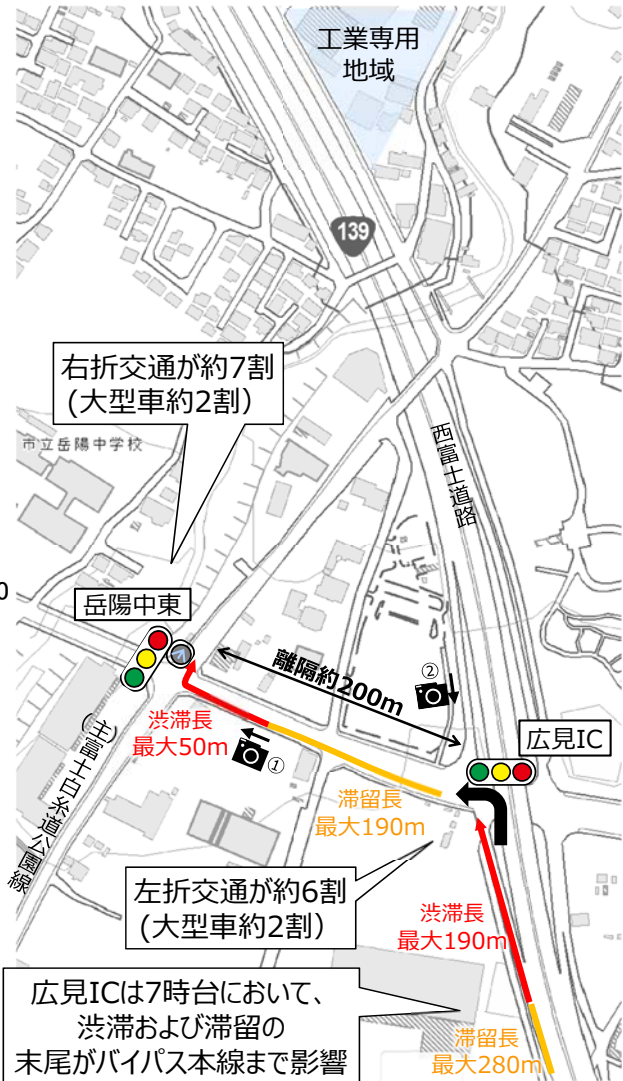 工業専用
地域
139
右折交通が約7割
(大型車約2割)
市立岳陽中学校
西富士道路
0
岳陽中東
離隔約200m
②
広見IC
渋滞長
最大50m
①
(主)富士白糸道公園線
滞留長
最大190m
左折交通が約6割
(大型車約2割)
渋滞長
最大190m
広見ICは7時台において、
渋滞および滞留の
末尾がバイパス本線まで影響
滞留長
最大280m